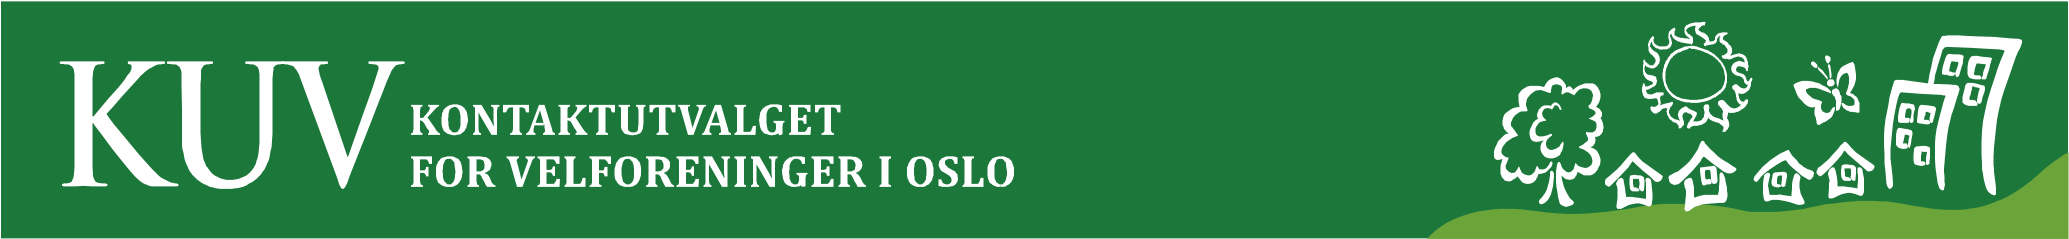 KUV
KONTAKTUTVALGET
FOR VELFORENINGER I OSLO